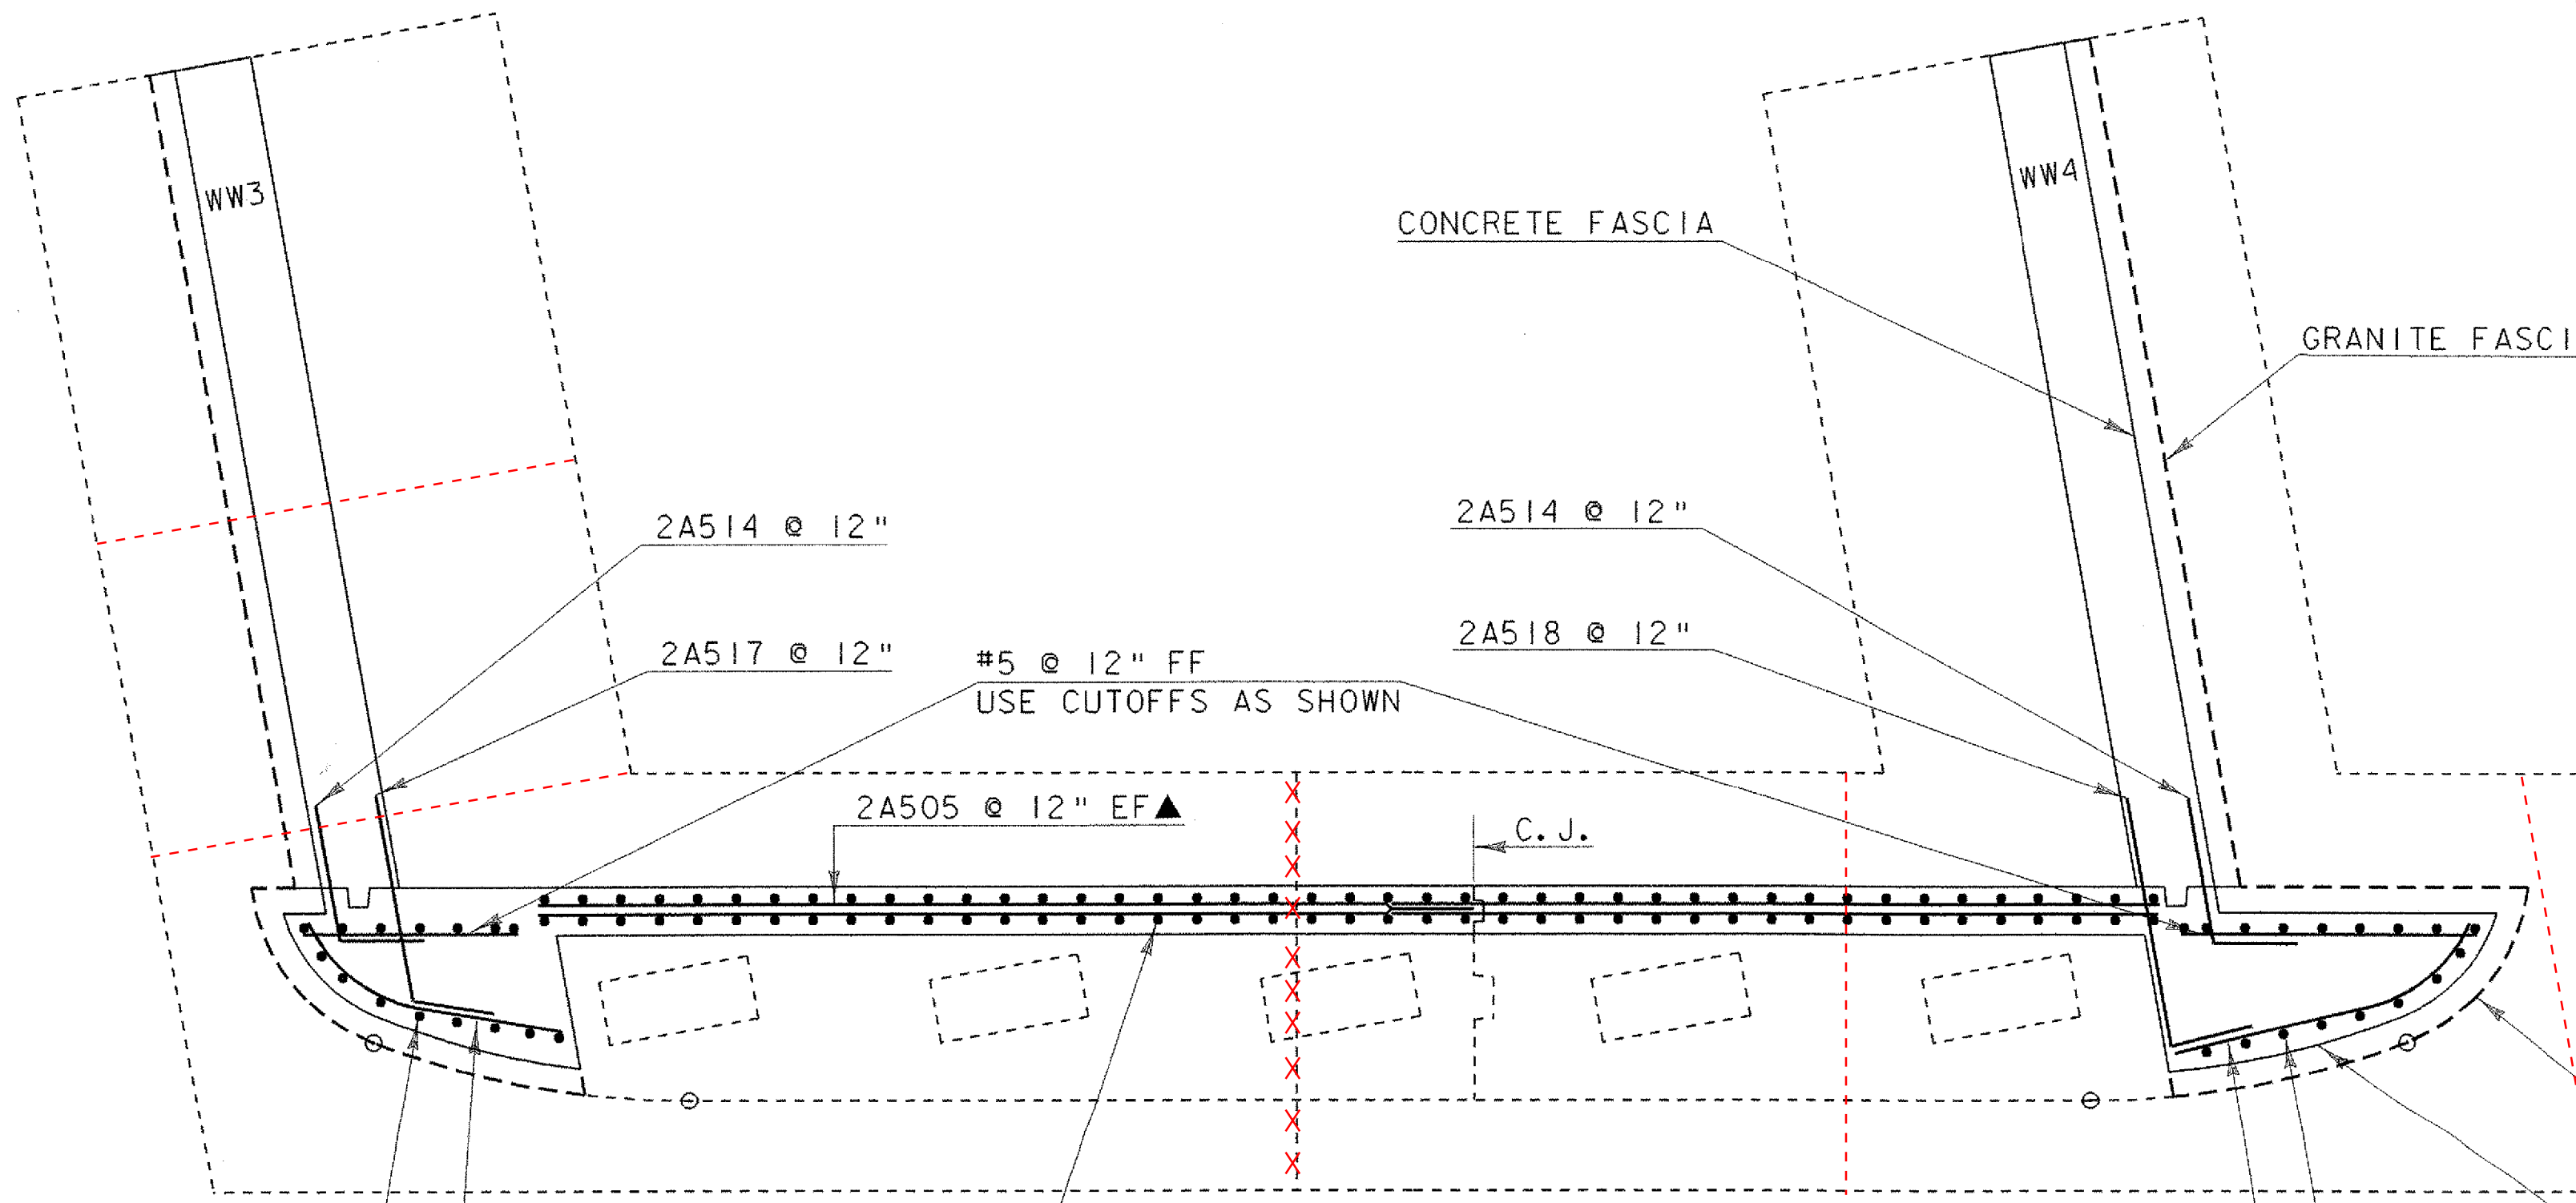 WW3
WW4
CONCRETE FASCIA
GRANITE FASCI
2A514 @ 12"
2A514 @ 12"
2A517 @ 12"
#5 @ 12" FF
USE CUTOFFS AS SHOWN
2A518 @ 12"
2A505 @ 12" EF▲
C.J.